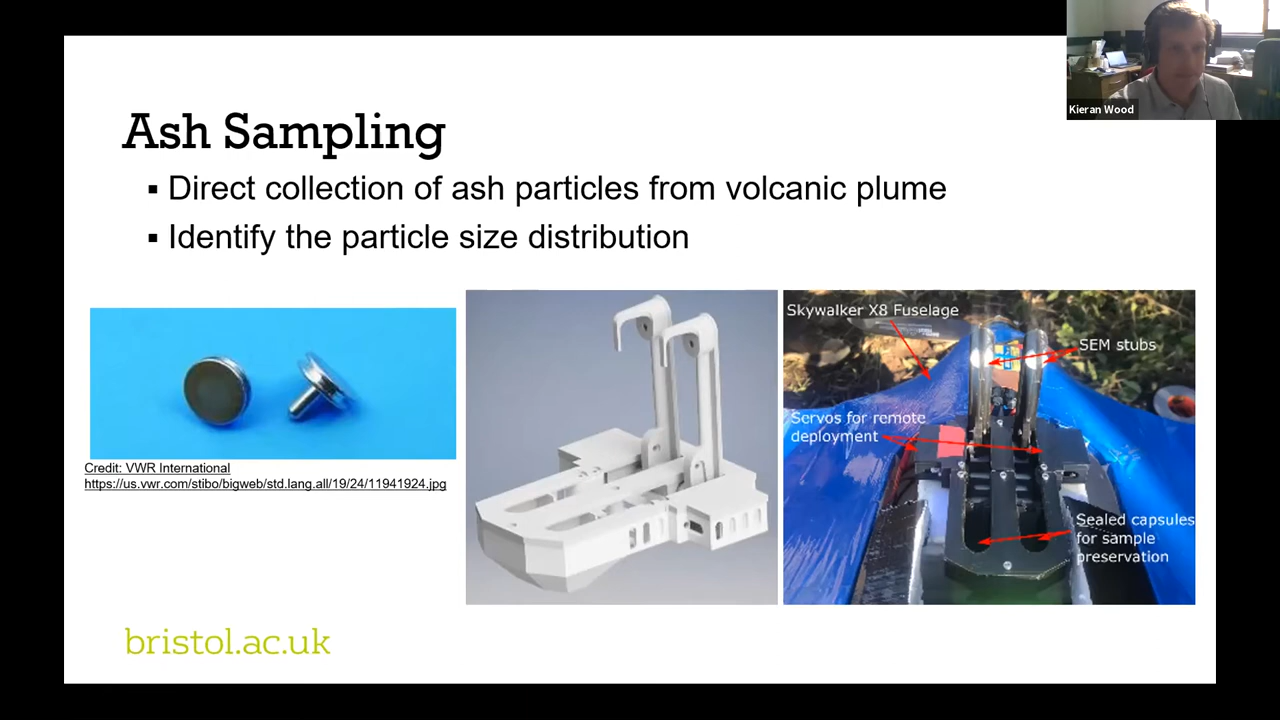 Kieran Wood
Ash Sampling
▪ Direct collection of ash particles from volcanic plume
▪ Identify the particle size distribution
Credit: VWR International
https://us.vwr.com/stibo/bigweb/std.lang.all/19/24/11941924.jpg
Skywalker X8 Fuselage
SEM stubs
Servos for remote
deployment
Sealed capsules
for sample
preservation
bristol.ac.uk